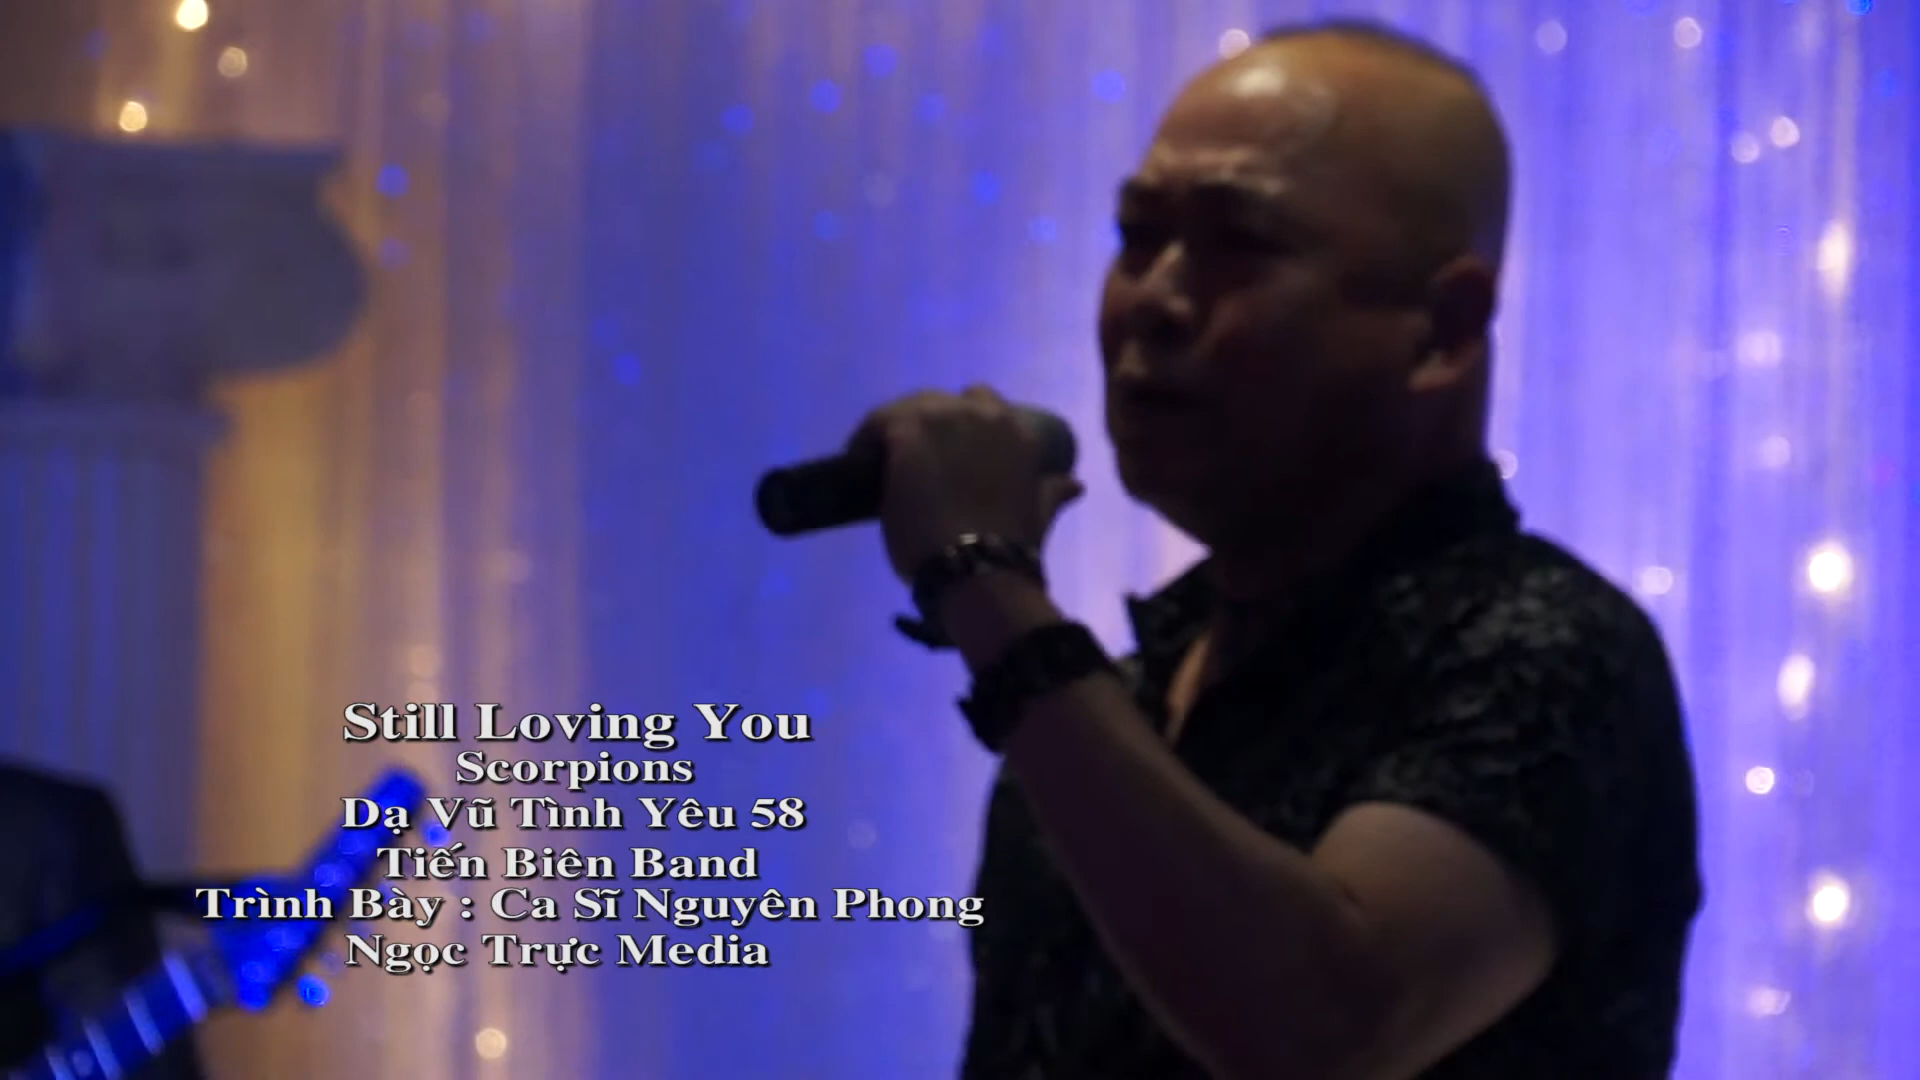 Still Loving You
Scorpions
Dạ Vũ Tình Yêu 58
Tiến Biên Band
Trình Bày : Ca Sĩ Nguyên Phong
Ngọc Trực Media